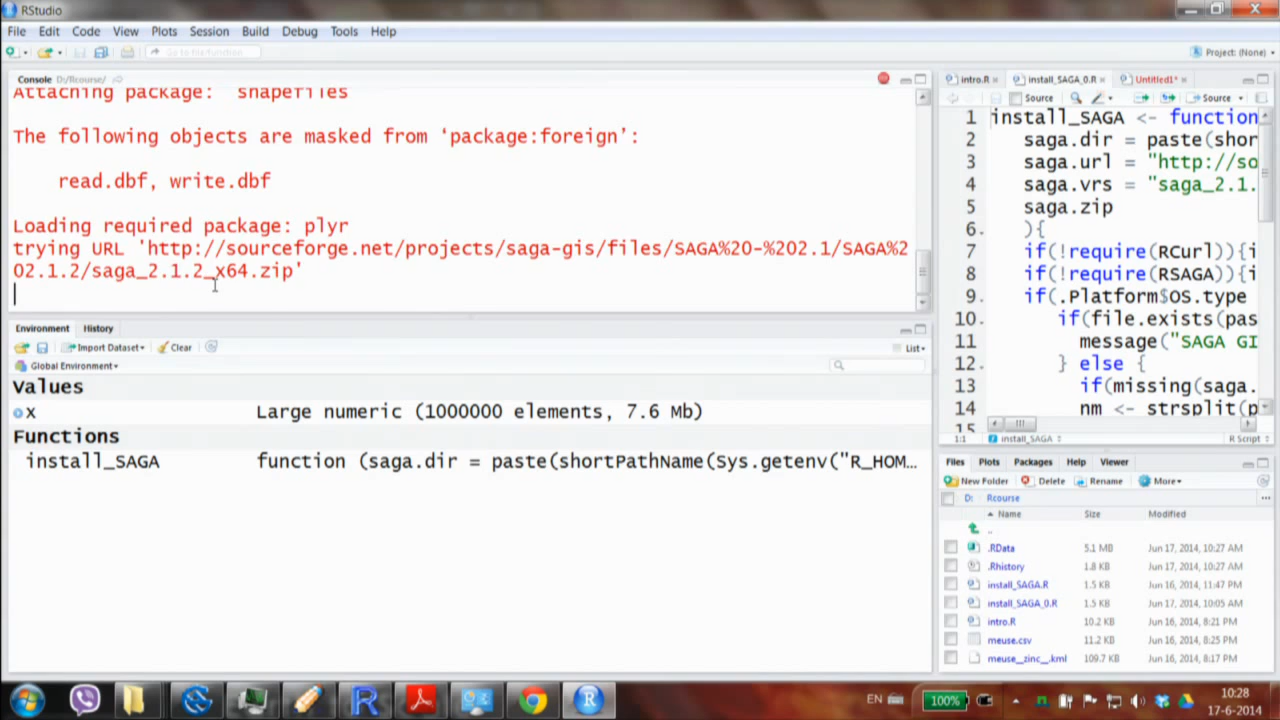 RStudio
File Edit Code View Plots Session Build Debug Tools Help
Go to file/function
Project: (None)
Console D:/Rcourse/
Attaching package: shapefiles
The following objects are masked from ‘package:foreign’:
read.dbf, write.dbf
Loading required package: plyr
trying URL 'http://sourceforge.net/projects/saga-gis/files/SAGA%20-%202.1/SAGA%2
02.1.2/saga_2.1.2_x64.zip'
Environment History
Import Dataset Clear
List
Global Environment
Values
x Large numeric (1000000 elements, 7.6 Mb)
Functions
install_SAGA function (saga.dir = paste(shortPathName(Sys.getenv("R_HOM…
intro.R install_SAGA_0.R Untitled1*
Source Source
1 install_SAGA <- function
2 saga.dir = paste(shor
3 saga.url = "http://so
4 saga.vrs = "saga_2.1.
5 saga.zip
6 ){
7 if(!require(RCurl)){i
8 if(!require(RSAGA)){i
9 if(.Platform$OS.type
10 if(file.exists(pas
11 message("SAGA GI
12 } else {
13 if(missing(saga.
14 nm <- strsplit(p
15
1:1 install_SAGA R Script
Files Plots Packages Help Viewer
New Folder Delete Rename More
D: Rcourse
Name Size Modified
..
.RData 5.1 MB Jun 17, 2014, 10:27 AM
.Rhistory 1.8 KB Jun 17, 2014, 10:27 AM
install_SAGA.R 1.5 KB Jun 16, 2014, 11:47 PM
install_SAGA_0.R 1.5 KB Jun 17, 2014, 10:05 AM
intro.R 10.2 KB Jun 16, 2014, 8:21 PM
meuse.csv 11.2 KB Jun 16, 2014, 8:25 PM
meuse__zinc__.kml 109.7 KB Jun 16, 2014, 8:17 PM
EN 100% 10:28
17-6-2014